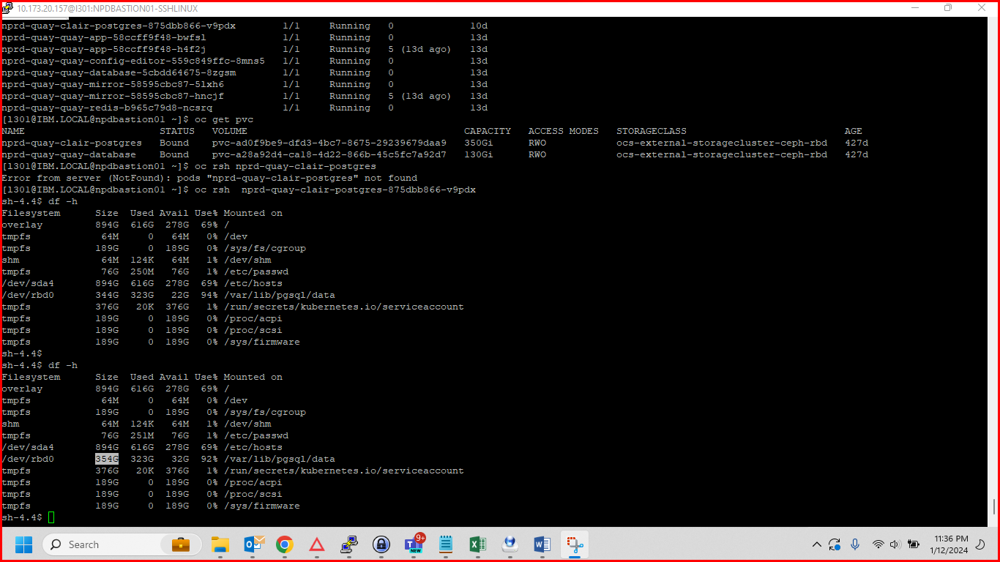 10.173.20.157@l301:NPDBASTION01-SSHLINUX
nprd-quay-clair-postgres-875dbb866-v9pdx 1/1 Running 0 10d
nprd-quay-quay-app-58ccff9f48-bwfsl 1/1 Running 0 13d
nprd-quay-quay-app-58ccff9f48-h4f2j 1/1 Running 5 (13d ago) 13d
nprd-quay-quay-config-editor-559c849ffc-8mns5 1/1 Running 0 13d
nprd-quay-quay-database-5cbdd64675-8zgsm 1/1 Running 0 13d
nprd-quay-quay-mirror-58595cbc87-5lxh6 1/1 Running 0 13d
nprd-quay-quay-mirror-58595cbc87-hncjf 1/1 Running 5 (13d ago) 13d
nprd-quay-quay-redis-b965c79d8-ncsrq 1/1 Running 0 13d
[l301@IBM.LOCAL@npdbastion01 ~]$ oc get pvc
NAME STATUS VOLUME CAPACITY ACCESS MODES STORAGECLASS AGE
nprd-quay-clair-postgres Bound pvc-ad0f9be9-dfd3-4bc7-8675-29239679daa9 350Gi RWO ocs-external-storagecluster-ceph-rbd 427d
nprd-quay-database Bound pvc-a28a92d4-ca18-4d22-866b-45c5fc7a92d7 130Gi RWO ocs-external-storagecluster-ceph-rbd 427d
[l301@IBM.LOCAL@npdbastion01 ~]$ oc rsh nprd-quay-clair-postgres
Error from server (NotFound): pods "nprd-quay-clair-postgres" not found
[l301@IBM.LOCAL@npdbastion01 ~]$ oc rsh  nprd-quay-clair-postgres-875dbb866-v9pdx
sh-4.4$ df -h
Filesystem Size Used Avail Use% Mounted on
overlay 894G 616G 278G 69% /
tmpfs 64M 0 64M 0% /dev
tmpfs 189G 0 189G 0% /sys/fs/cgroup
shm 64M 124K 64M 1% /dev/shm
tmpfs 76G 250M 76G 1% /etc/passwd
/dev/sda4 894G 616G 278G 69% /etc/hosts
/dev/rbd0 344G 323G 22G 94% /var/lib/pgsql/data
tmpfs 376G 20K 376G 1% /run/secrets/kubernetes.io/serviceaccount
tmpfs 189G 0 189G 0% /proc/acpi
tmpfs 189G 0 189G 0% /proc/scsi
tmpfs 189G 0 189G 0% /sys/firmware
sh-4.4$
sh-4.4$ df -h
Filesystem Size Used Avail Use% Mounted on
overlay 894G 616G 278G 69% /
tmpfs 64M 0 64M 0% /dev
tmpfs 189G 0 189G 0% /sys/fs/cgroup
shm 64M 124K 64M 1% /dev/shm
tmpfs 76G 251M 76G 1% /etc/passwd
/dev/sda4 894G 616G 278G 69% /etc/hosts
/dev/rbd0 354G 323G 32G 92% /var/lib/pgsql/data
tmpfs 376G 20K 376G 1% /run/secrets/kubernetes.io/serviceaccount
tmpfs 189G 0 189G 0% /proc/acpi
tmpfs 189G 0 189G 0% /proc/scsi
tmpfs 189G 0 189G 0% /sys/firmware
sh-4.4$
Search
9+
NEW
11:36 PM
1/12/2024